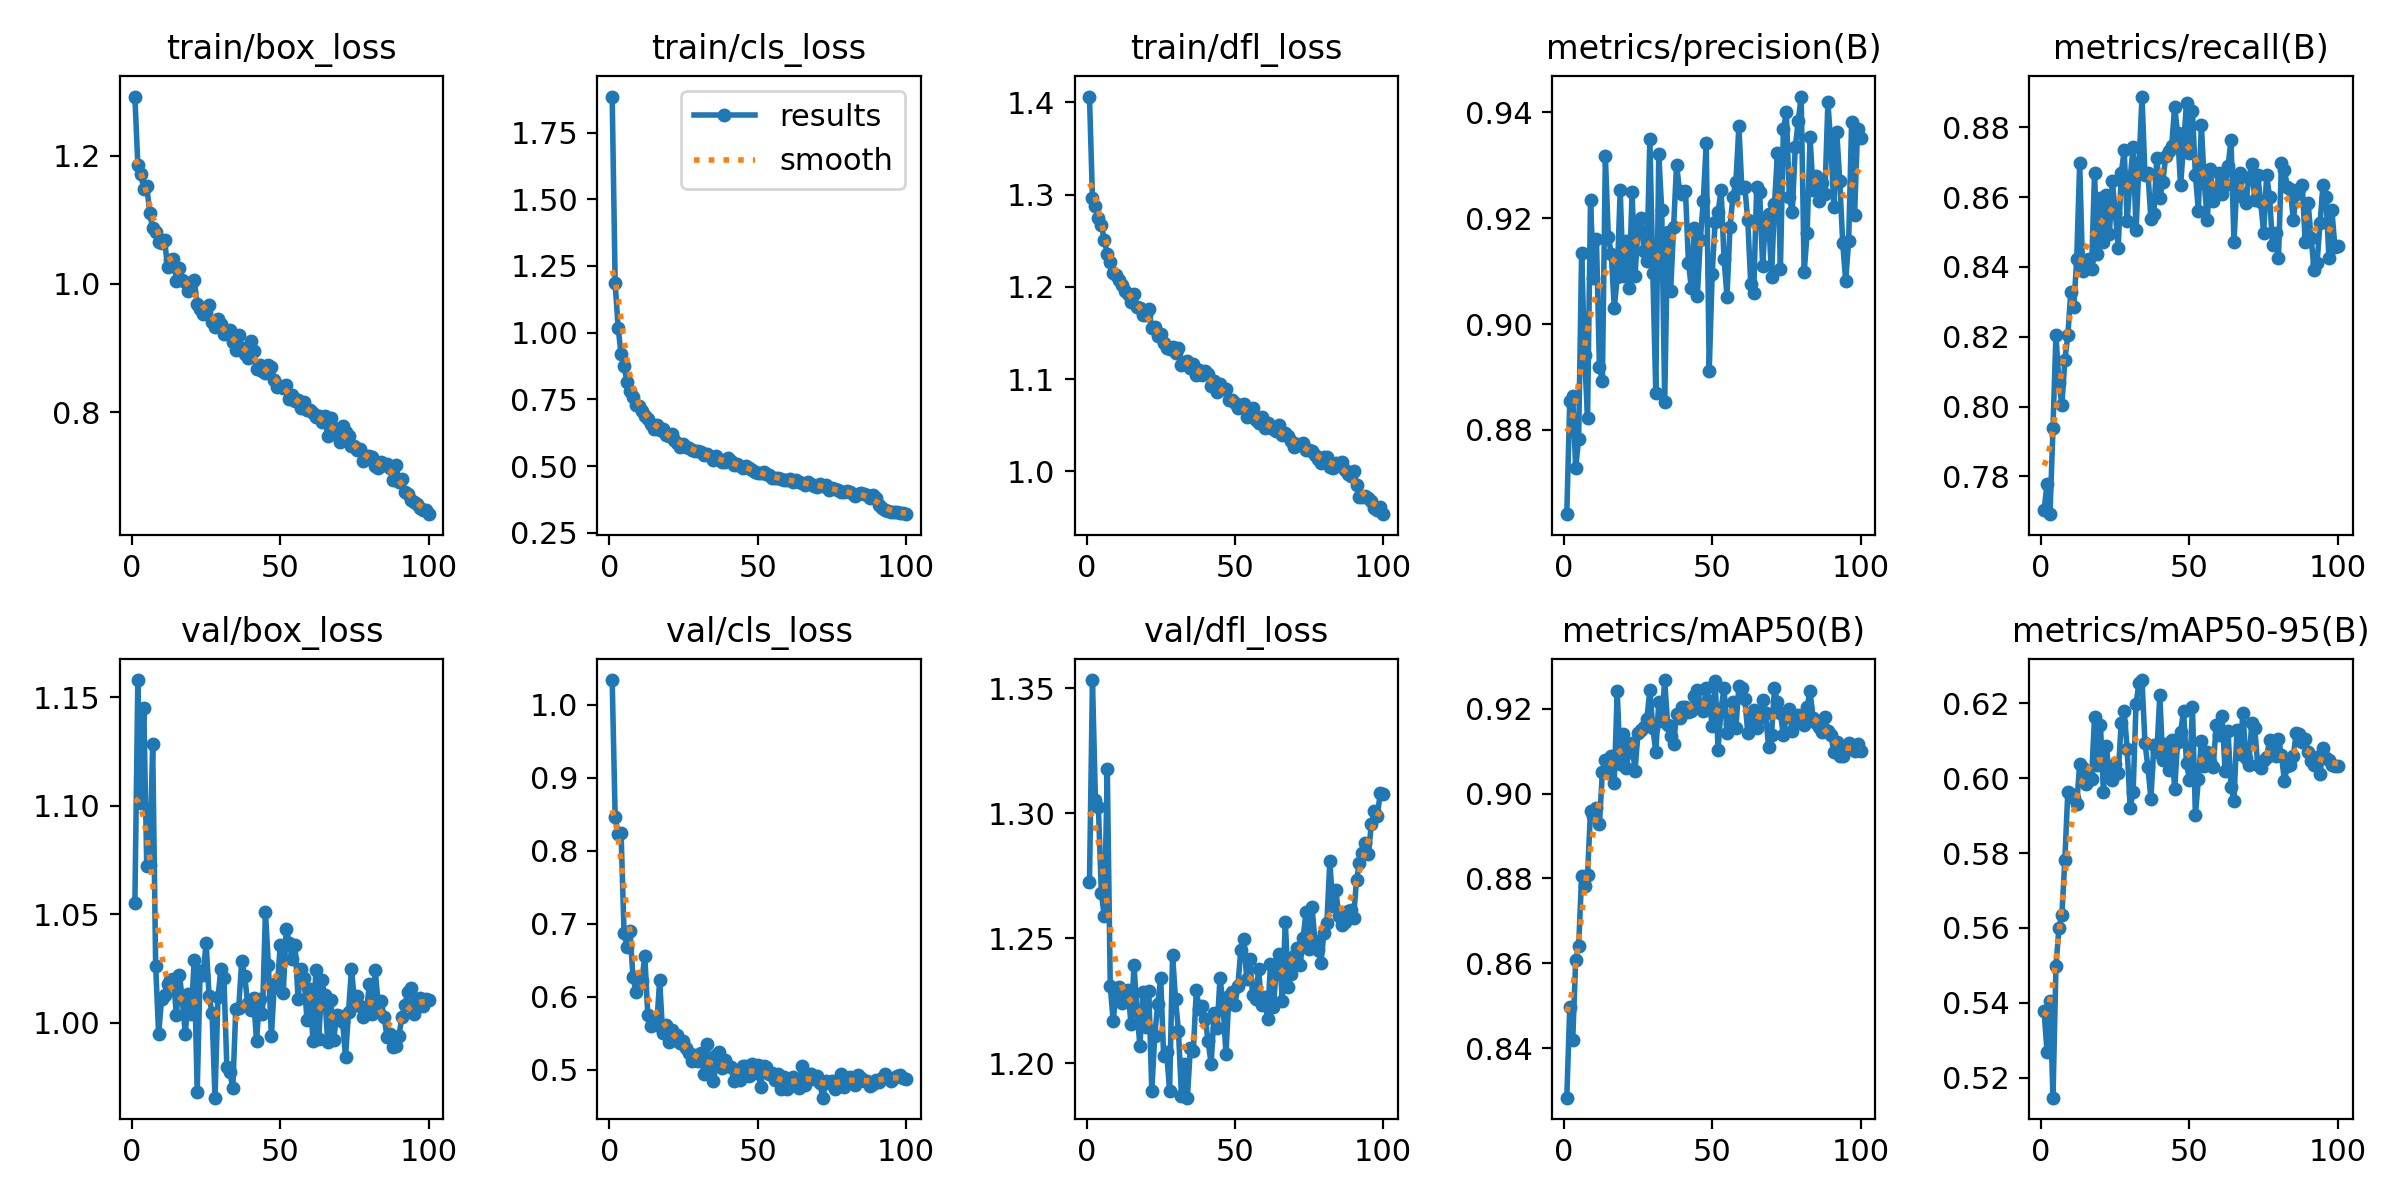 train/box_loss
train/cls_loss
train/dfl_loss
metrics/precision(B)
metrics/recall(B)
1.2
1.0
0.8
0 50 100
results
smooth
1.75
1.50
1.25
1.00
0.75
0.50
0.25
0 50 100
1.4
1.3
1.2
1.1
1.0
0 50 100
0.94
0.92
0.90
0.88
0 50 100
0.88
0.86
0.84
0.82
0.80
0.78
0 50 100
val/box_loss
val/cls_loss
val/dfl_loss
metrics/mAP50(B)
metrics/mAP50-95(B)
1.15
1.10
1.05
1.00
0 50 100
1.0
0.9
0.8
0.7
0.6
0.5
0 50 100
1.35
1.30
1.25
1.20
0 50 100
0.92
0.90
0.88
0.86
0.84
0 50 100
0.62
0.60
0.58
0.56
0.54
0.52
0 50 100